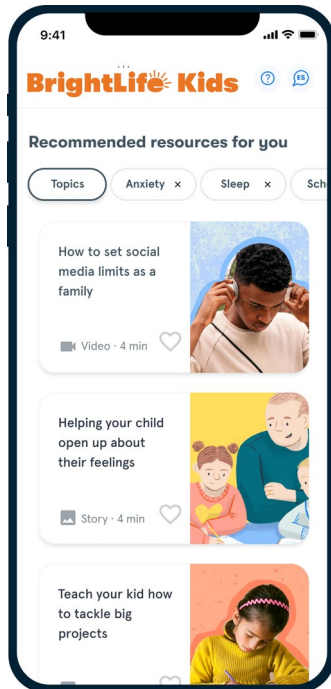 9:41
BrightLife Kids
?
ES
Recommended resources for you
Topics
Anxiety ×
Sleep ×
Sch
How to set social
media limits as a
family
Video · 4 min
Helping your child
open up about
their feelings
Story · 4 min
Teach your kid how
to tackle big
projects